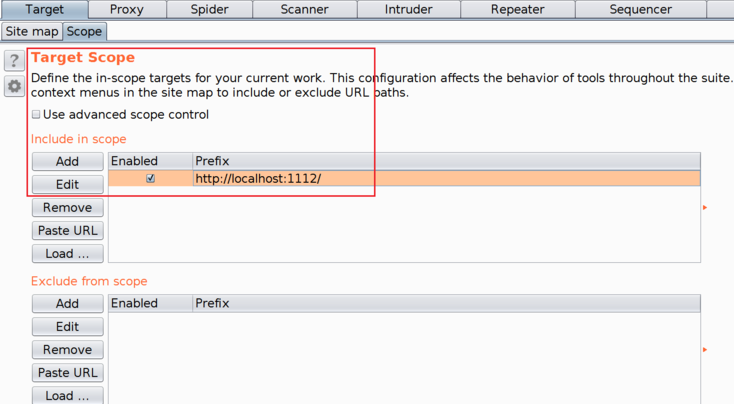 Target Proxy Spider Scanner Intruder Repeater Sequencer
Site map Scope
? Target Scope
Define the in-scope targets for your current work. This configuration affects the behavior of tools throughout the suite.
context menus in the site map to include or exclude URL paths.
Use advanced scope control
Include in scope
Add Enabled Prefix
Edit http://localhost:1112/
Remove
Paste URL
Load ...
Exclude from scope
Add Enabled Prefix
Edit
Remove
Paste URL
Load ...